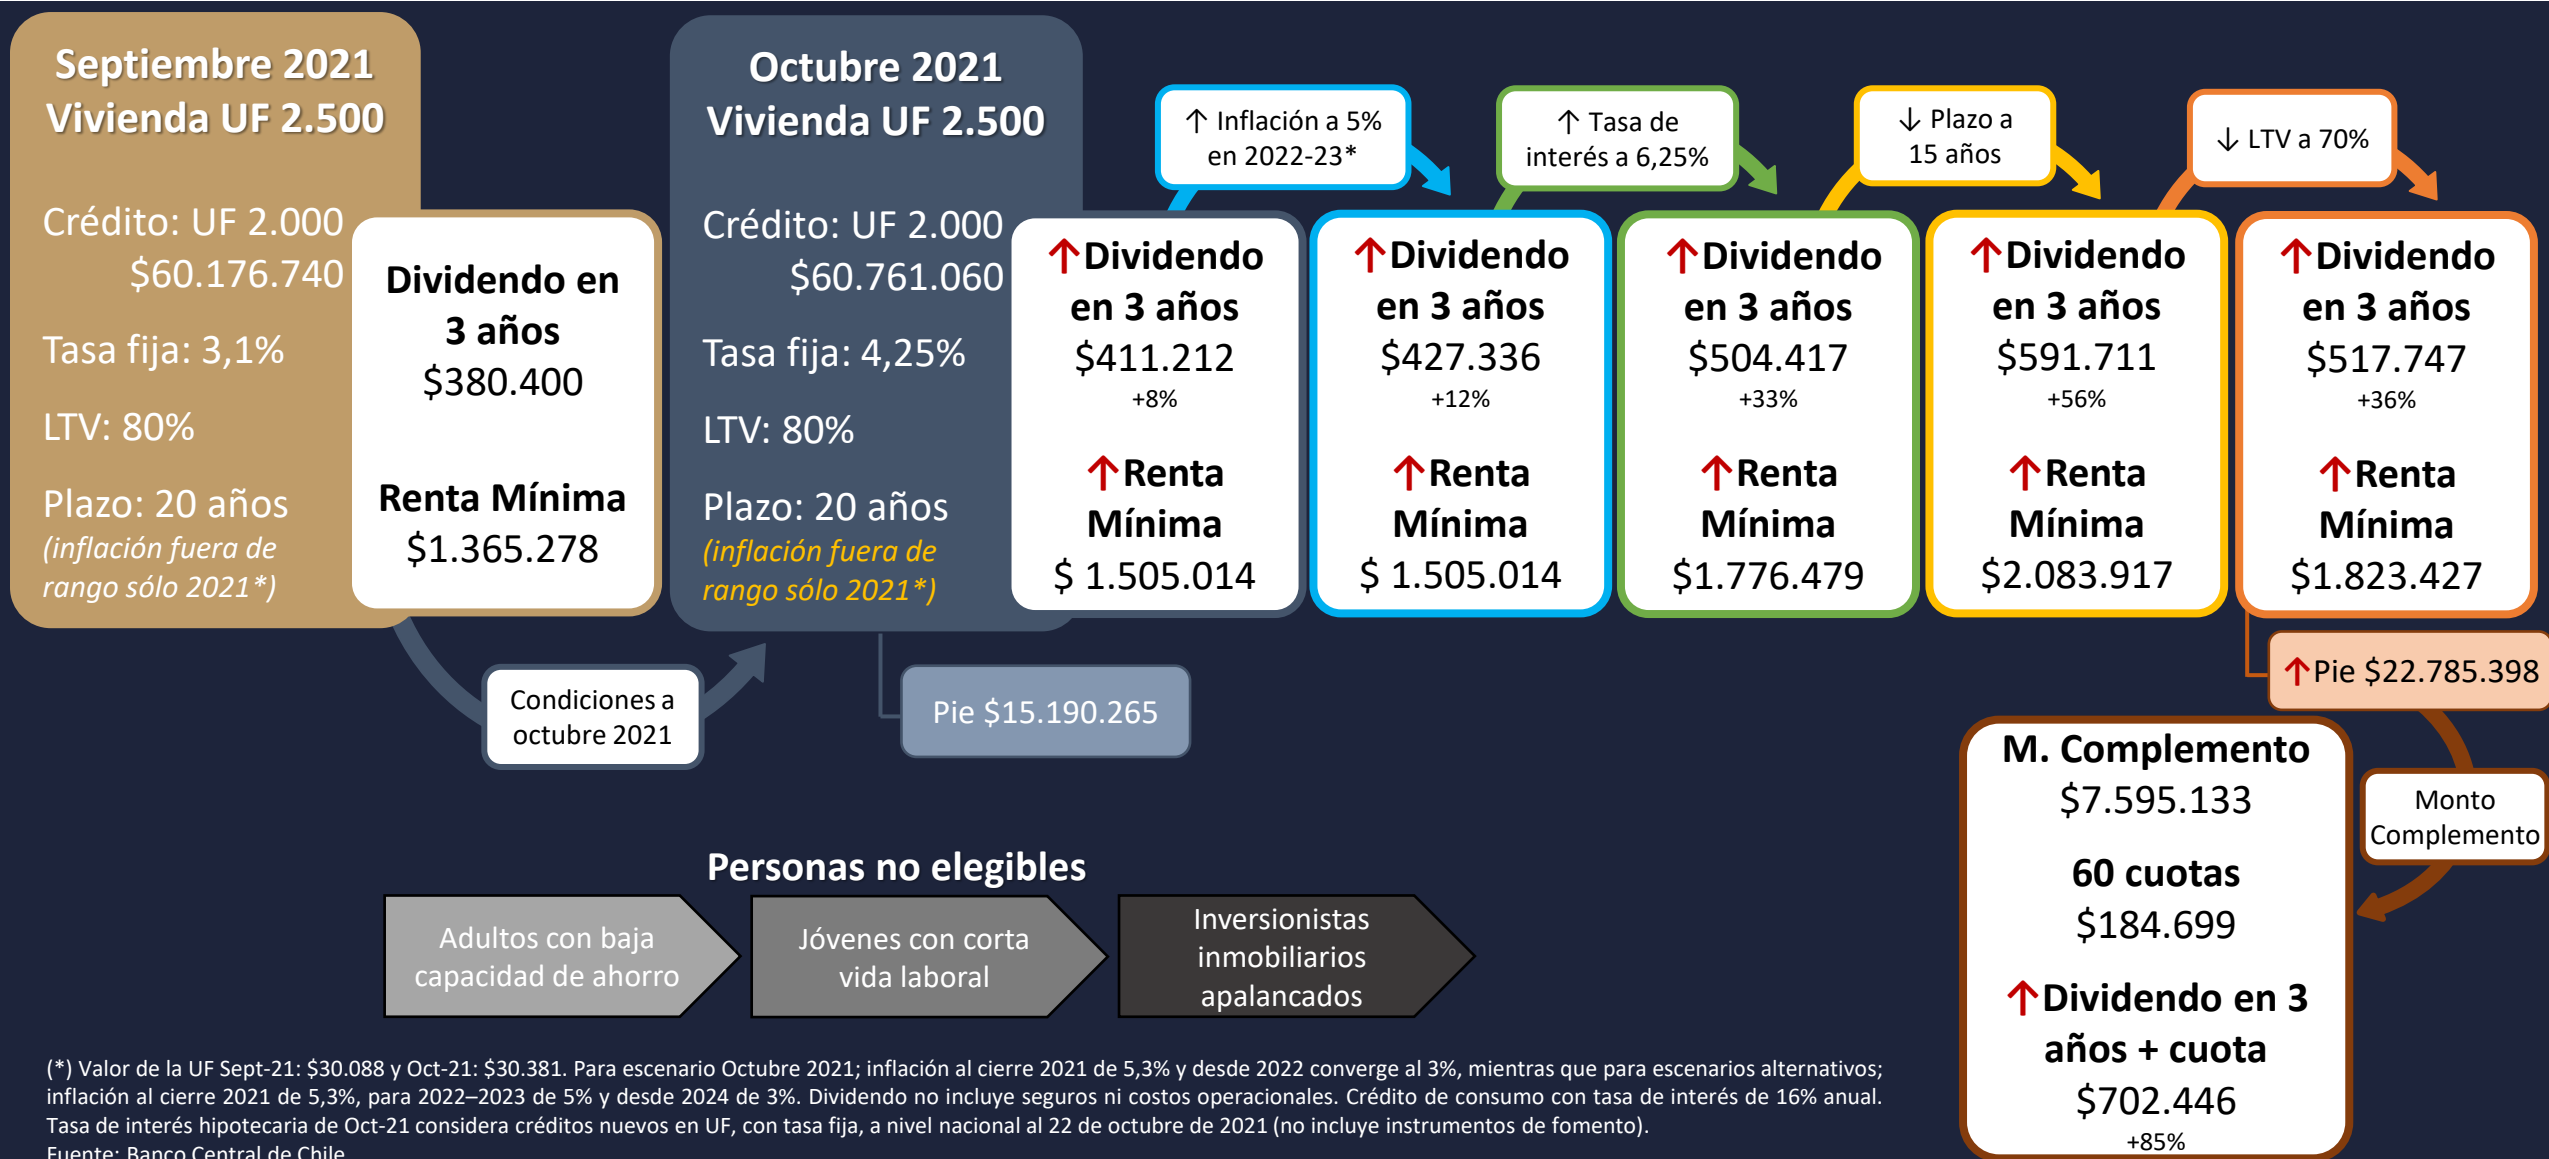 Septiembre 2021
Vivienda UF 2.500
Crédito: UF 2.000
$60.176.740
Tasa fija: 3,1%
LTV: 80%
Plazo: 20 años
(inflación fuera de
rango sólo 2021*)
Dividendo en
3 años
$380.400
Renta Mínima
$1.365.278
Condiciones a
octubre 2021
Octubre 2021
Vivienda UF 2.500
Crédito: UF 2.000
$60.761.060
Tasa fija: 4,25%
LTV: 80%
Plazo: 20 años
(inflación fuera de
rango sólo 2021*)
Pie $15.190.265
↑Dividendo
en 3 años
$411.212
+8%
↑Renta
Mínima
$ 1.505.014
↑ Inflación a 5%
en 2022-23*
↑Dividendo
en 3 años
$427.336
+12%
↑Renta
Mínima
$ 1.505.014
↑ Tasa de
interés a 6,25%
↑Dividendo
en 3 años
$504.417
+33%
↑Renta
Mínima
$1.776.479
↓ Plazo a
15 años
↑Dividendo
en 3 años
$591.711
+56%
↑Renta
Mínima
$2.083.917
↓ LTV a 70%
↑Dividendo
en 3 años
$517.747
+36%
↑Renta
Mínima
$1.823.427
↑Pie $22.785.398
Monto
Complemento
M. Complemento
$7.595.133
60 cuotas
$184.699
↑Dividendo en 3
años + cuota
$702.446
+85%
Personas no elegibles
Adultos con baja
capacidad de ahorro
Jóvenes con corta
vida laboral
Inversionistas
inmobiliarios
apalancados
(*) Valor de la UF Sept-21: $30.088 y Oct-21: $30.381. Para escenario Octubre 2021; inflación al cierre 2021 de 5,3% y desde 2022 converge al 3%, mientras que para escenarios alternativos;
inflación al cierre 2021 de 5,3%, para 2022–2023 de 5% y desde 2024 de 3%. Dividendo no incluye seguros ni costos operacionales. Crédito de consumo con tasa de interés de 16% anual.
Tasa de interés hipotecaria de Oct-21 considera créditos nuevos en UF, con tasa fija, a nivel nacional al 22 de octubre de 2021 (no incluye instrumentos de fomento).
Fuente: Banco Central de Chile